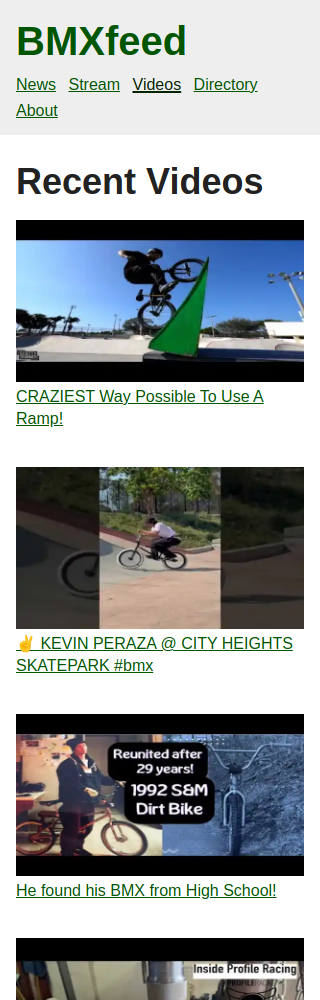 BMXfeed
News Stream Videos Directory
About
Recent Videos
CRAZIEST Way Possible To Use A
Ramp!
✌️ KEVIN PERAZA @ CITY HEIGHTS
SKATEPARK #bmx
Reunited after
29 years!
1992 S&M
Dirt Bike
He found his BMX from High School!
Inside Profile Racing